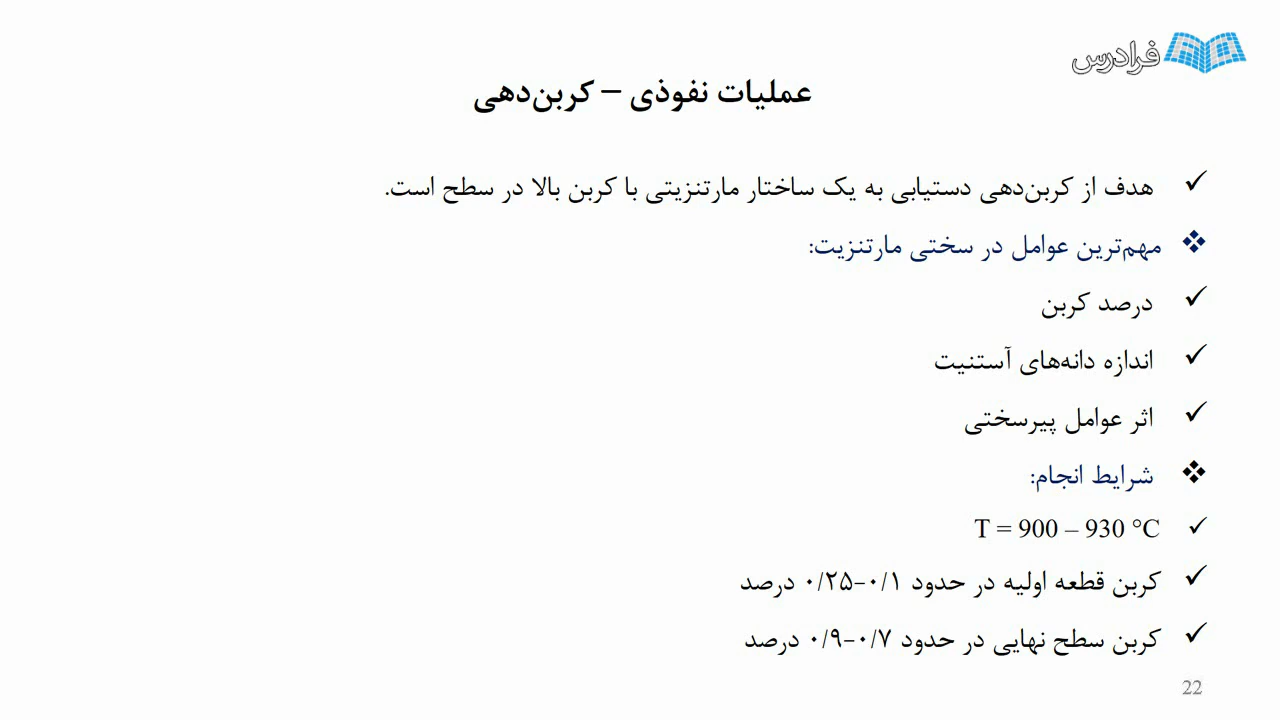 فرادرس
عملیات نفوذی – کربن‌دهی
✓ هدف از کربن‌دهی دستیابی به یک ساختار مارتنزیتی با کربن بالا در سطح است.
❖ مهم‌ترین عوامل در سختی مارتنزیت:
✓ درصد کربن
✓ اندازه دانه‌های آستنیت
✓ اثر عوامل پیرسختی
❖ شرایط انجام:
✓ T = 900 – 930 °C
✓ کربن قطعه اولیه در حدود ۰/۱-۰/۲۵ درصد
✓ کربن سطح نهایی در حدود ۰/۷-۰/۹ درصد
22